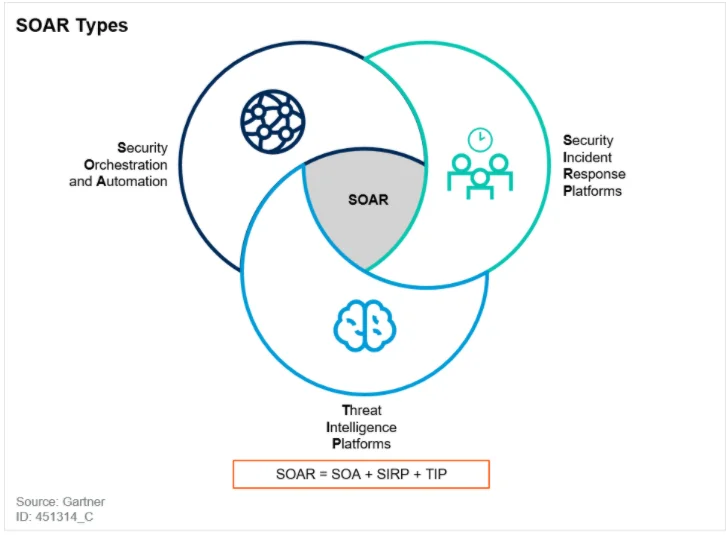 SOAR Types
Security
Orchestration
and Automation
SOAR
Security
Incident
Response
Platforms
Threat
Intelligence
Platforms
SOAR = SOA + SIRP + TIP
Source: Gartner
ID: 451314_C